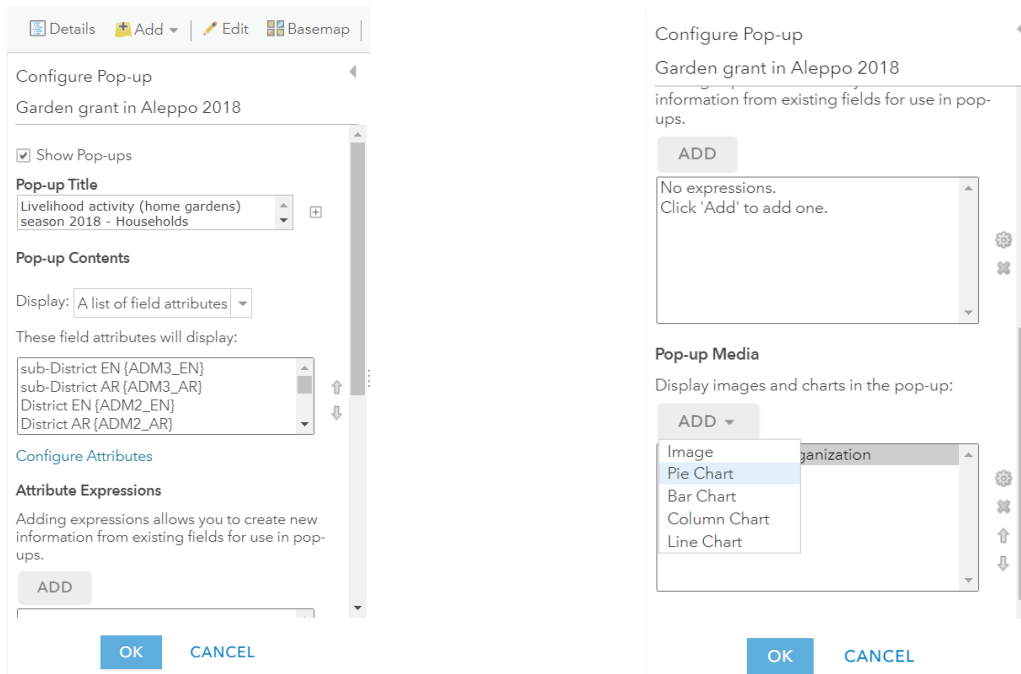 Details Add Edit Basemap
Configure Pop-up
Garden grant in Aleppo 2018
Show Pop-ups
Pop-up Title
Livelihood activity (home gardens)
season 2018 - Households
Pop-up Contents
Display: A list of field attributes
These field attributes will display:
sub-District EN {ADM3_EN}
sub-District AR {ADM3_AR}
District EN {ADM2_EN}
District AR {ADM2_AR}
Configure Attributes
Attribute Expressions
Adding expressions allows you to create new
information from existing fields for use in pop-
ups.
ADD
OK CANCEL
Configure Pop-up
Garden grant in Aleppo 2018
information from existing fields for use in pop-
ups.
ADD
No expressions.
Click 'Add' to add one.
Pop-up Media
Display images and charts in the pop-up:
ADD
ganization
Image
Pie Chart
Bar Chart
Column Chart
Line Chart
OK CANCEL